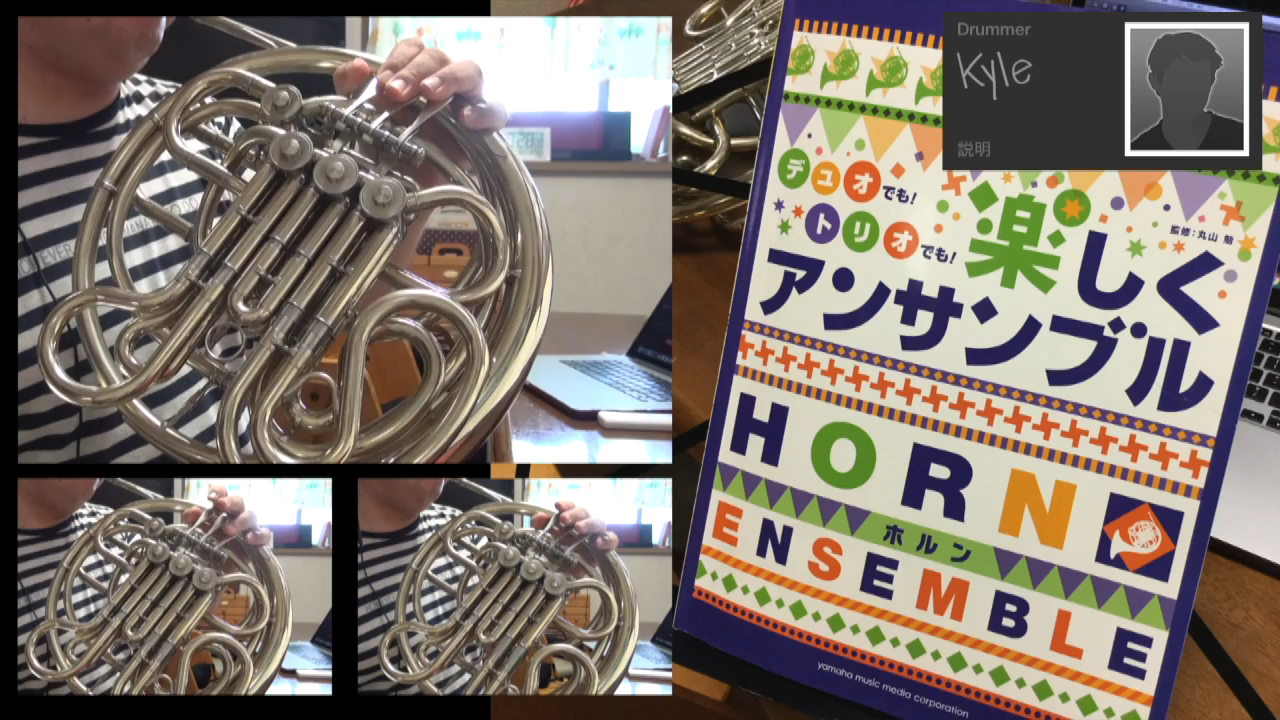 Drummer
Kyle
説明
デュオでも!
トリオでも!
楽しく
監修:丸山 勉
アンサンブル
HORN
ホルン
ENSEMBLE
yamaha music media corporation